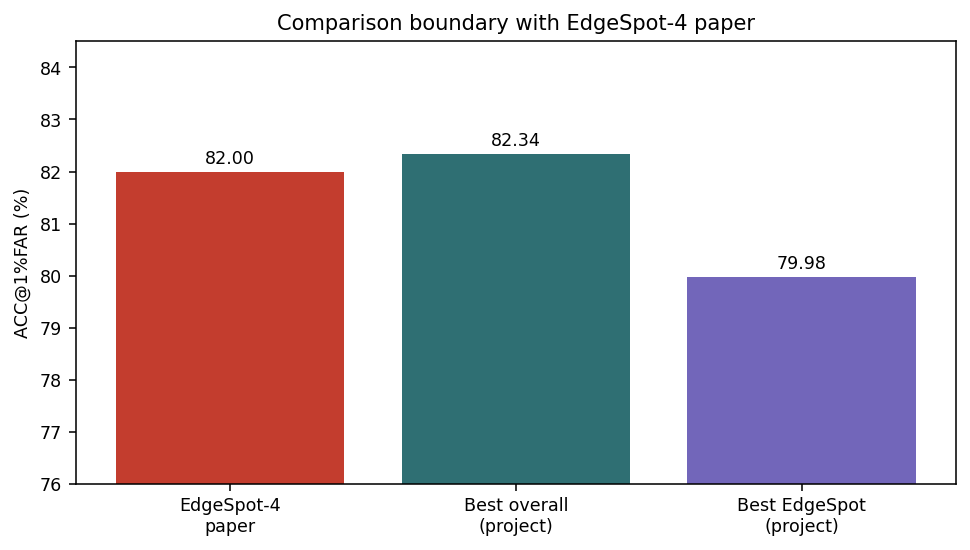 Comparison boundary with EdgeSpot-4 paper
ACC@1%FAR (%)
84
83
82
81
80
79
78
77
76
82.00
82.34
79.98
EdgeSpot-4
paper
Best overall
(project)
Best EdgeSpot
(project)